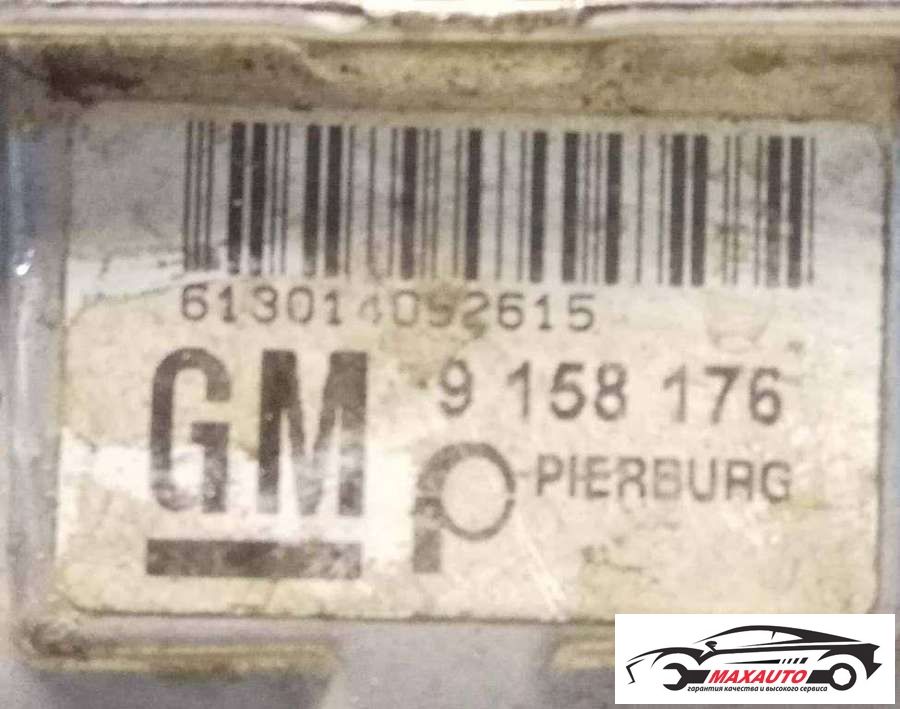 613014092615
GM
9 158 176
PIERBURG
MAXAUTO
гарантия качества и высокого сервиса